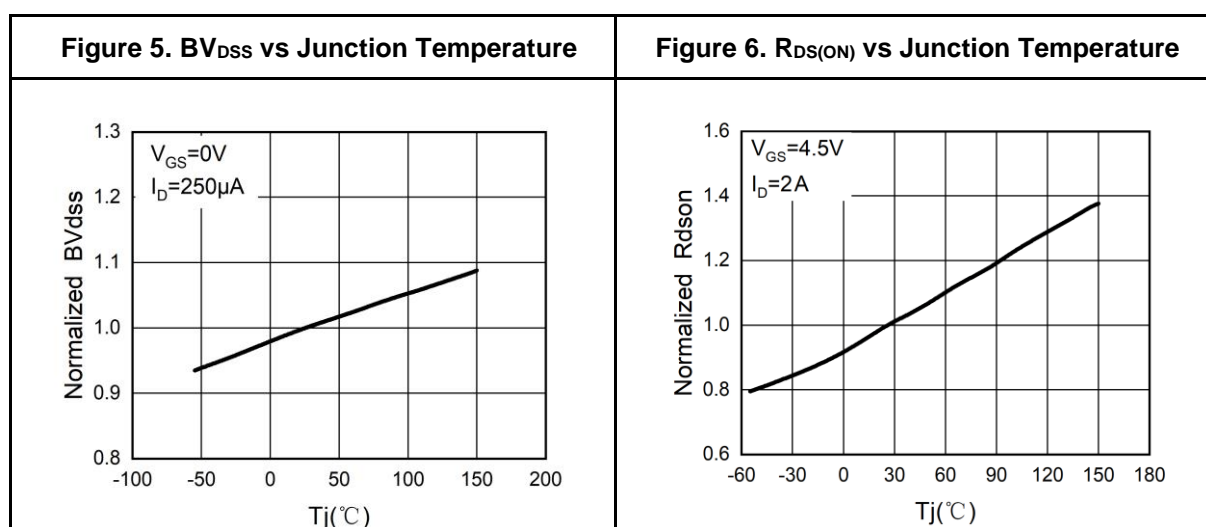 Figure 5. BVDSS vs Junction Temperature
Figure 6. RDS(ON) vs Junction Temperature
1.3
1.2
1.1
1.0
0.9
0.8
Normalized BVdss
VGS=0V
ID=250µA
-100 -50 0 50 100 150 200
Tj(℃)
1.6
1.4
1.2
1.0
0.8
0.6
Normalized Rdson
VGS=4.5V
ID=2A
-60 -30 0 30 60 90 120 150 180
Tj(℃)